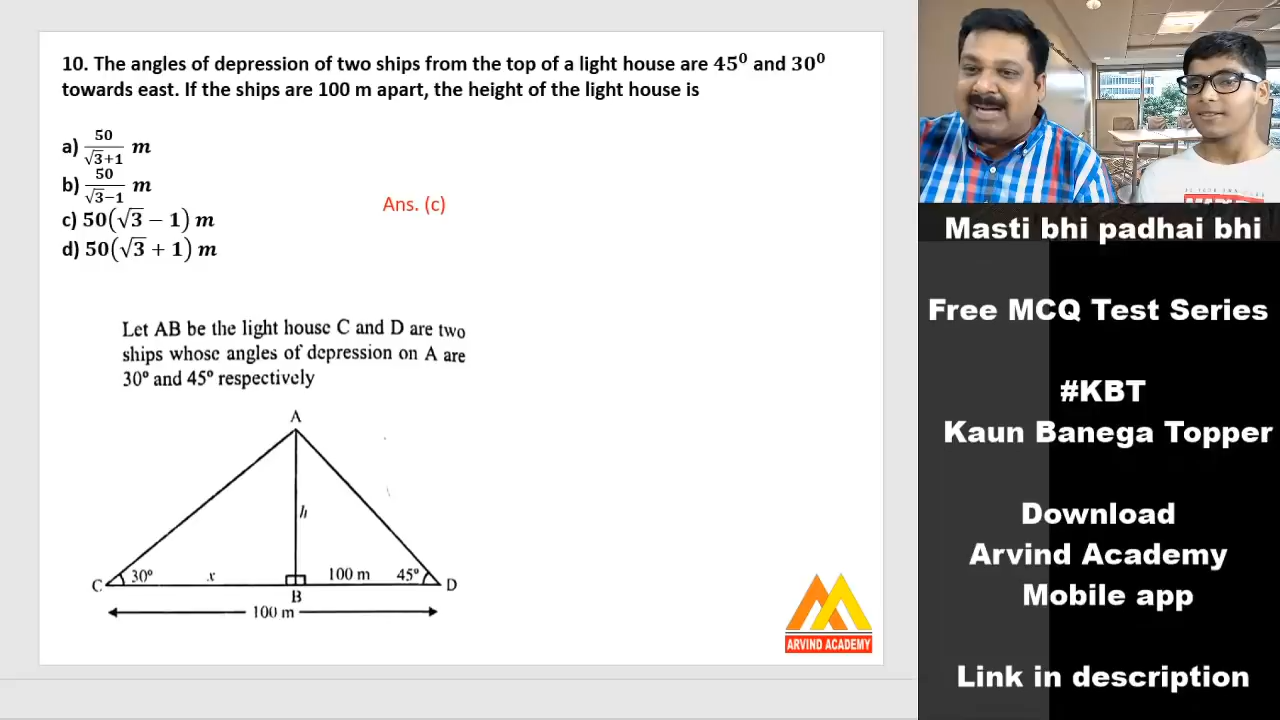 10. The angles of depression of two ships from the top of a light house are 45⁰ and 30⁰
towards east. If the ships are 100 m apart, the height of the light house is
a) 50/(√3+1) m
b) 50/(√3−1) m
c) 50(√3 − 1) m
d) 50(√3 + 1) m
Ans. (c)
Let AB be the light house C and D are two
ships whose angles of depression on A are
30° and 45° respectively
A
h
C 30° x B 100 m 45° D
100 m
ARVIND ACADEMY
Masti bhi padhai bhi
Free MCQ Test Series
#KBT
Kaun Banega Topper
Download
Arvind Academy
Mobile app
Link in description